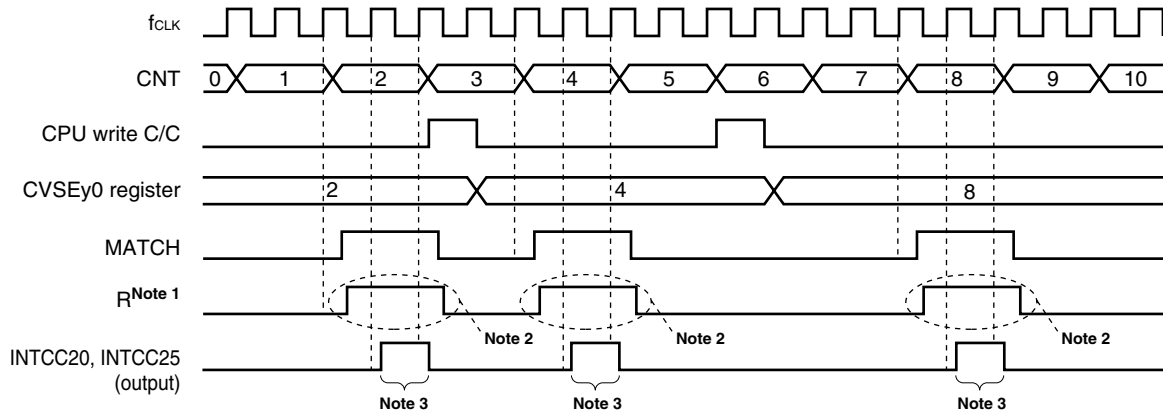 fCLK
CNT 0 1 2 3 4 5 6 7 8 9 10
CPU write C/C
CVSEy0 register 2 4 8
MATCH
RNote 1
Note 2 Note 2 Note 2
INTCC20, INTCC25
(output)
Note 3 Note 3 Note 3